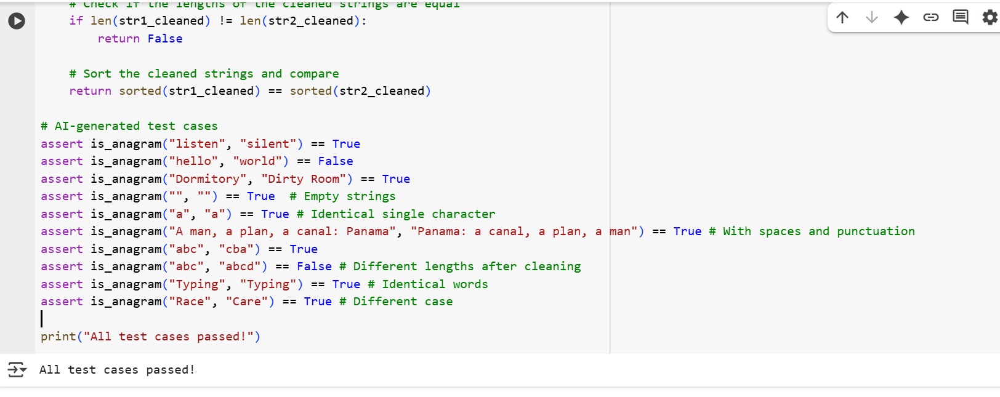 # Check if the lengths of the cleaned strings are equal
if len(str1_cleaned) != len(str2_cleaned):
return False
# Sort the cleaned strings and compare
return sorted(str1_cleaned) == sorted(str2_cleaned)
# AI-generated test cases
assert is_anagram("listen", "silent") == True
assert is_anagram("hello", "world") == False
assert is_anagram("Dormitory", "Dirty Room") == True
assert is_anagram("", "") == True  # Empty strings
assert is_anagram("a", "a") == True # Identical single character
assert is_anagram("A man, a plan, a canal: Panama", "Panama: a canal, a plan, a man") == True # With spaces and punctuation
assert is_anagram("abc", "cba") == True
assert is_anagram("abc", "abcd") == False # Different lengths after cleaning
assert is_anagram("Typing", "Typing") == True # Identical words
assert is_anagram("Race", "Care") == True # Different case
print("All test cases passed!")
All test cases passed!